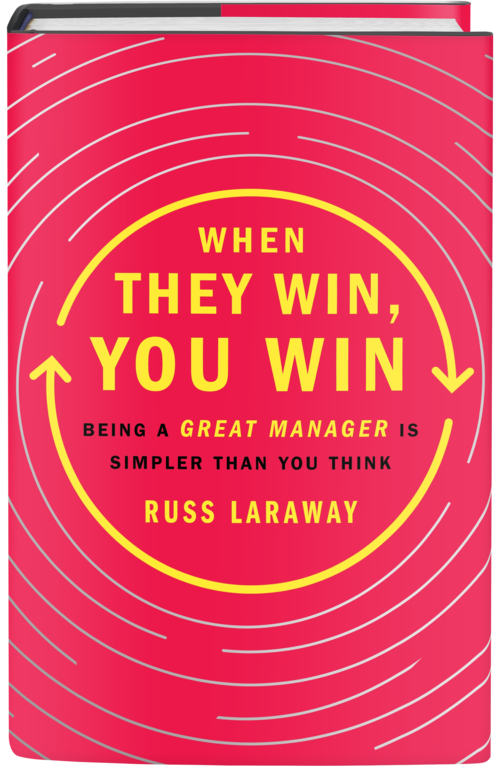 WHEN
THEY WIN,
YOU WIN
BEING A GREAT MANAGER IS
SIMPLER THAN YOU THINK
RUSS LARAWAY